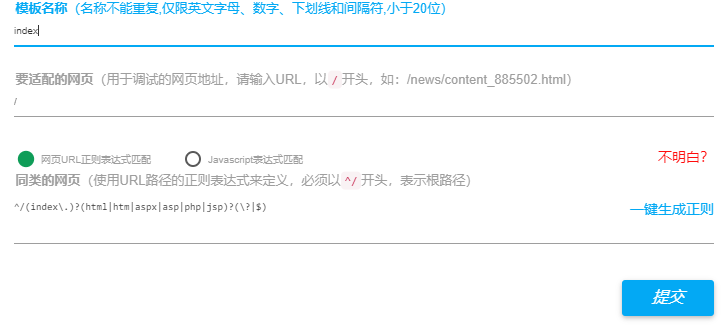 模板名称（名称不能重复,仅限英文字母、数字、下划线和间隔符,小于20位）
index
要适配的网页（用于调试的网页地址，请输入URL，以 / 开头，如：/news/content_885502.html）
/
网页URL正则表达式匹配 Javascript表达式匹配 不明白？
同类的网页（使用URL路径的正则表达式来定义，必须以 ^/ 开头，表示根路径）
^/(index\.)?(html|htm|aspx|asp|php|jsp)?(\?|$) 一键生成正则
提交